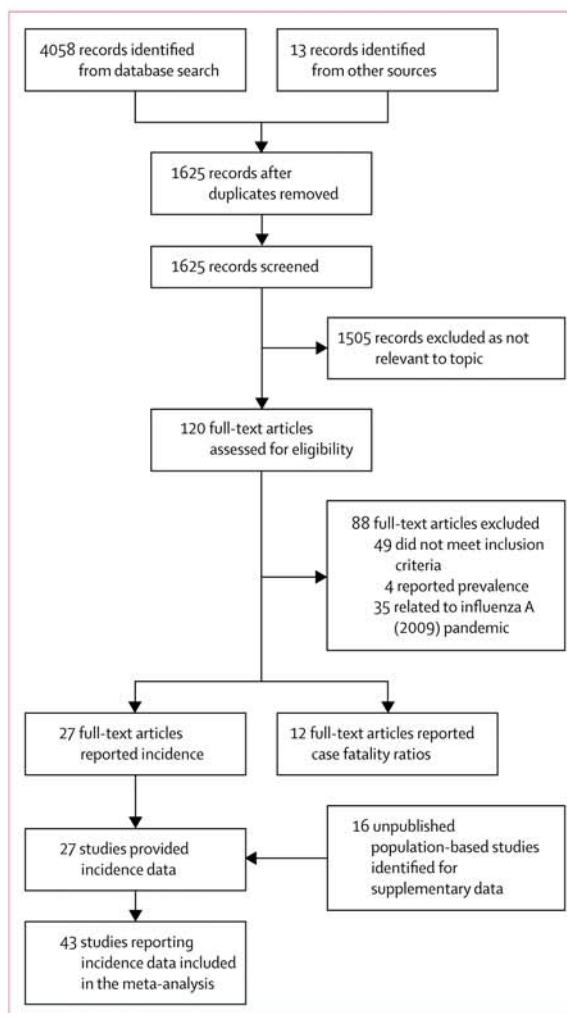 4058 records identified
from database search
13 records identified
from other sources
1625 records after
duplicates removed
1625 records screened
1505 records excluded as not
relevant to topic
120 full-text articles
assessed for eligibility
88 full-text articles excluded
49 did not meet inclusion
criteria
4 reported prevalence
35 related to influenza A
(2009) pandemic
27 full-text articles
reported incidence
12 full-text articles reported
case fatality ratios
27 studies provided
incidence data
16 unpublished
population-based studies
identified for
supplementary data
43 studies reporting
incidence data included
in the meta-analysis